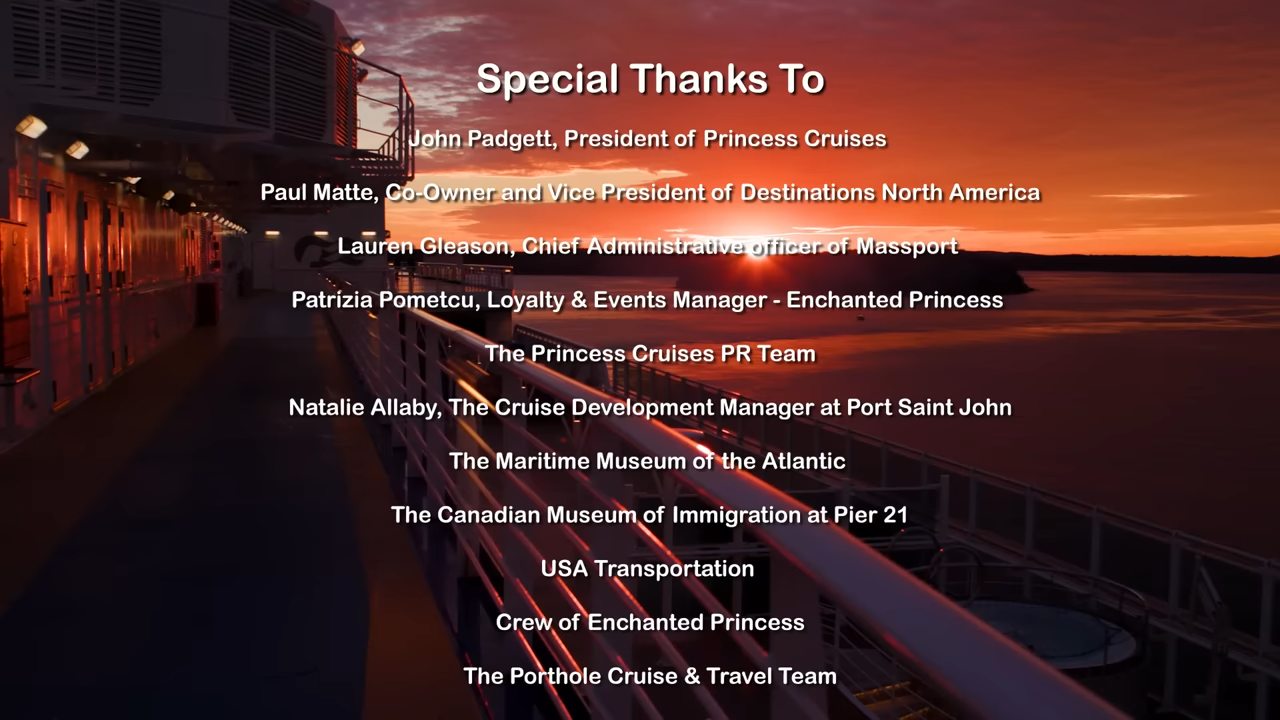 Special Thanks To
John Padgett, President of Princess Cruises
Paul Matte, Co-Owner and Vice President of Destinations North America
Lauren Gleason, Chief Administrative officer of Massport
Patrizia Pometcu, Loyalty & Events Manager - Enchanted Princess
The Princess Cruises PR Team
Natalie Allaby, The Cruise Development Manager at Port Saint John
The Maritime Museum of the Atlantic
The Canadian Museum of Immigration at Pier 21
USA Transportation
Crew of Enchanted Princess
The Porthole Cruise & Travel Team